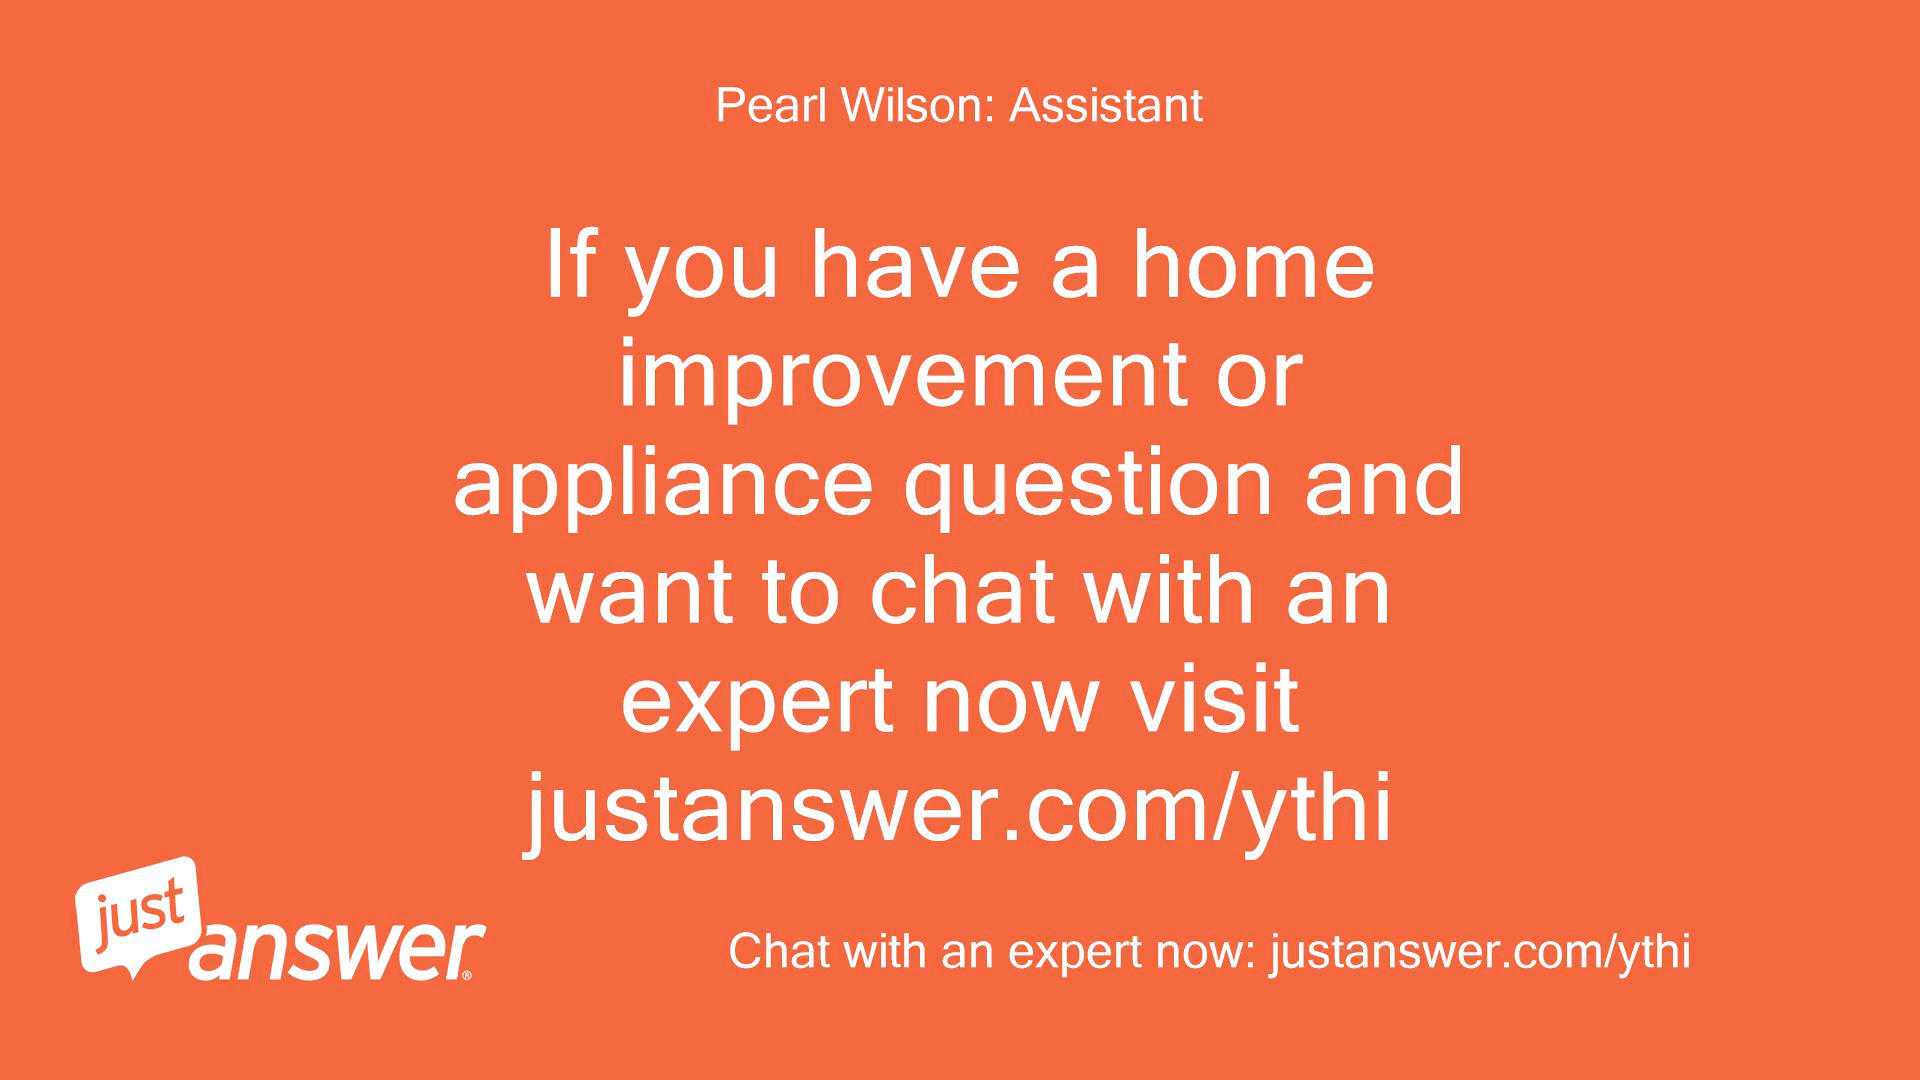 Pearl Wilson: Assistant
If you have a home
improvement or
appliance question and
want to chat with an
expert now visit
justanswer.com/ythi
just
answer®
Chat with an expert now: justanswer.com/ythi